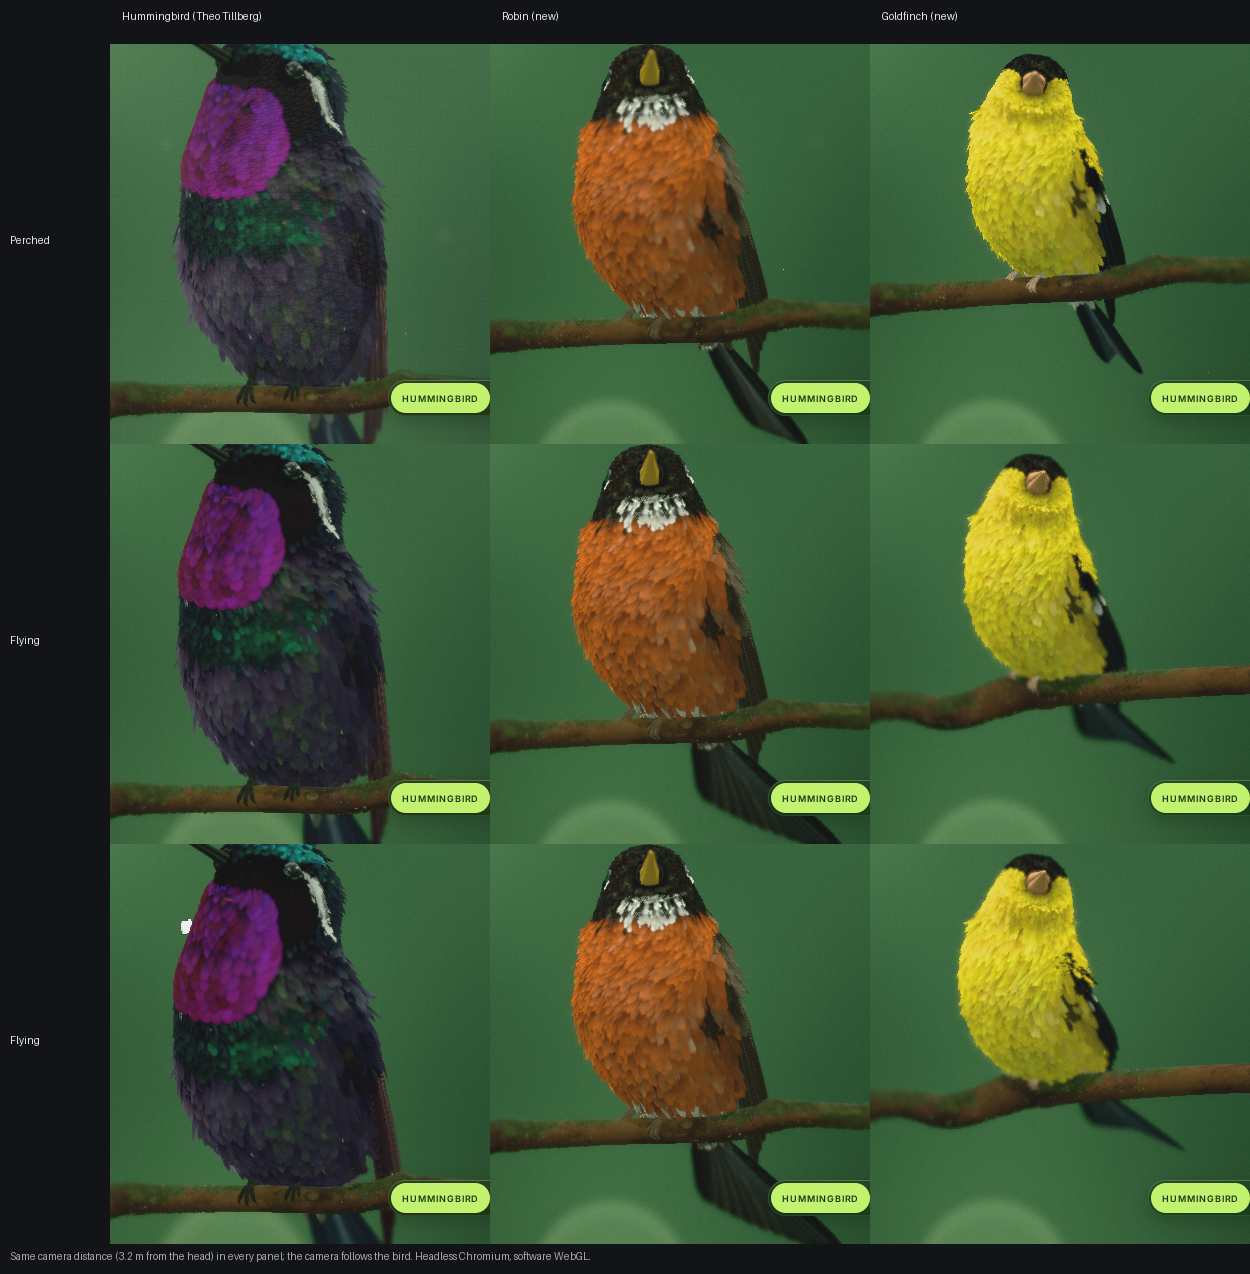 Hummingbird (Theo Tillberg)
Robin (new)
Goldfinch (new)
Perched
HUMMINGBIRD
HUMMINGBIRD
HUMMINGBIRD
Flying
HUMMINGBIRD
HUMMINGBIRD
HUMMINGBIRD
Flying
HUMMINGBIRD
HUMMINGBIRD
HUMMINGBIRD
Same camera distance (3.2 m from the head) in every panel; the camera follows the bird. Headless Chromium, software WebGL.